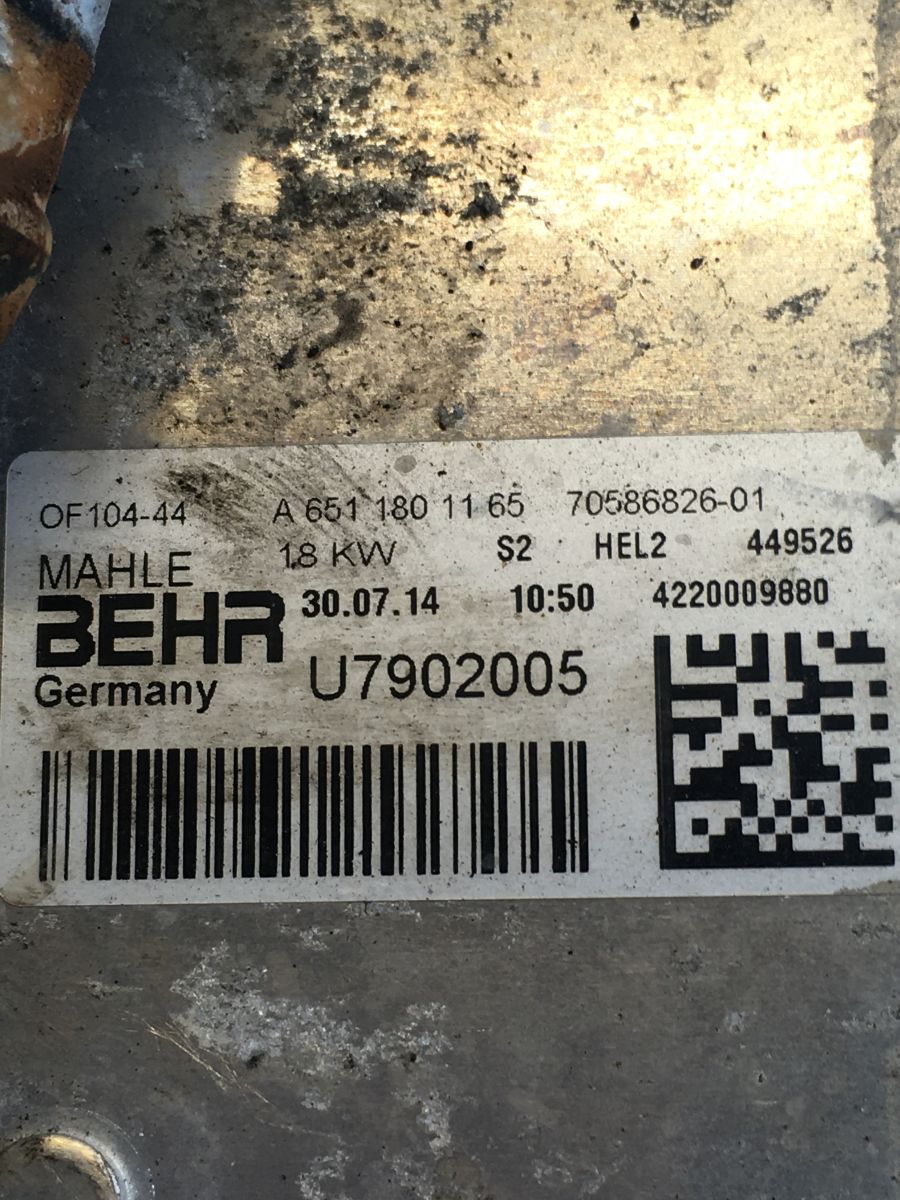 OF104-44 A 651 180 11 65 70586826-01
MAHLE 18 KW S2 HEL2 449526
BEHR 30.07.14 10:50 4220009880
Germany U7902005